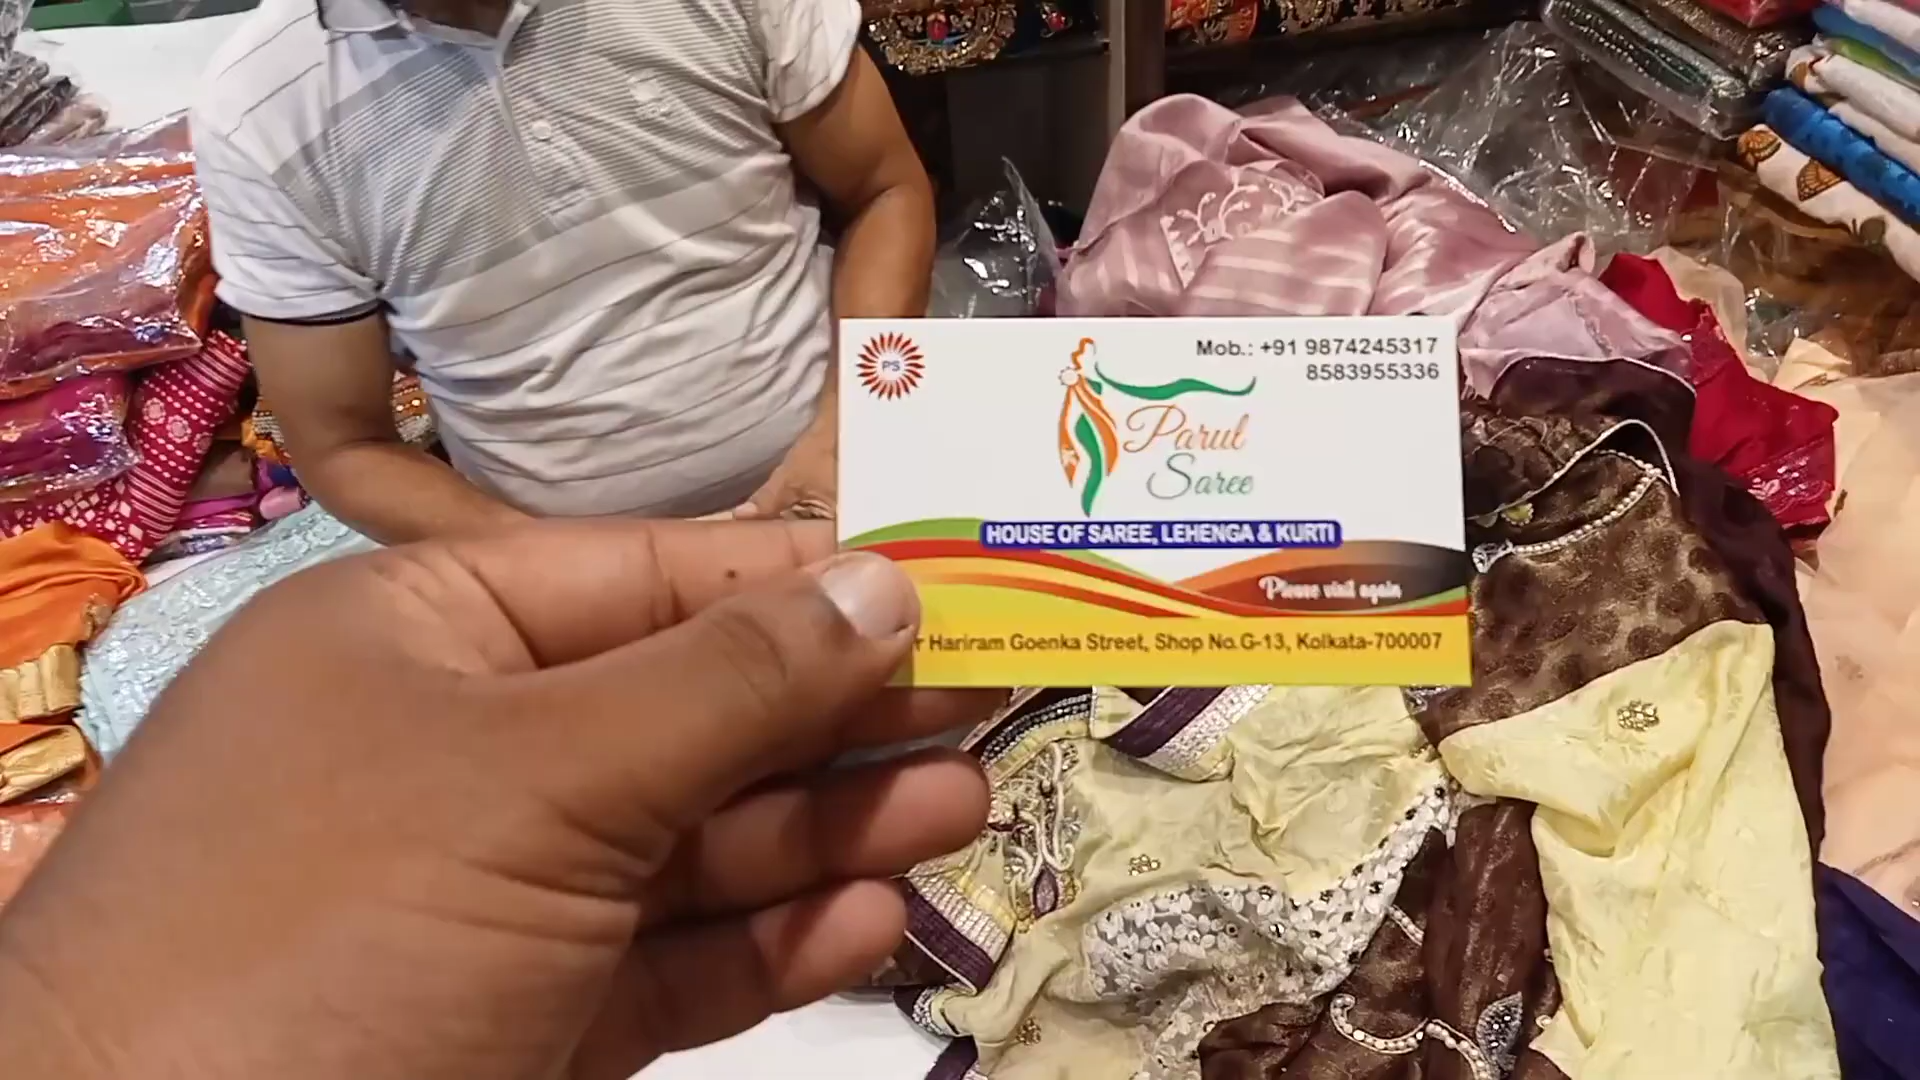 PS
Mob.: +91 9874245317
8583955336
Parul
Saree
HOUSE OF SAREE, LEHENGA & KURTI
Please visit again
Hariram Goenka Street, Shop No.G-13, Kolkata-700007